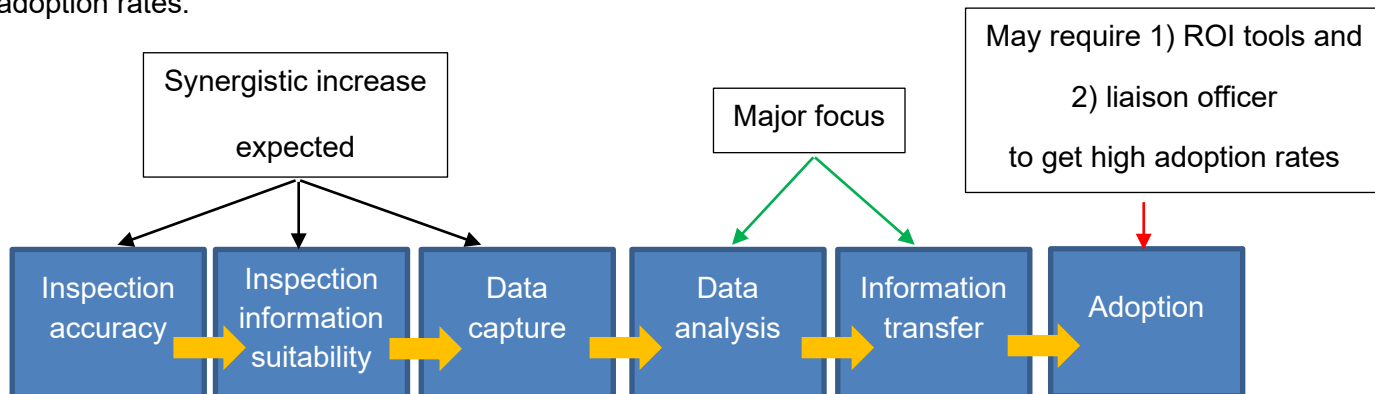 adoption rates.
May require 1) ROI tools and
2) liaison officer
to get high adoption rates
Synergistic increase
expected
Major focus
Inspection
accuracy
Inspection
information
suitability
Data
capture
Data
analysis
Information
transfer
Adoption